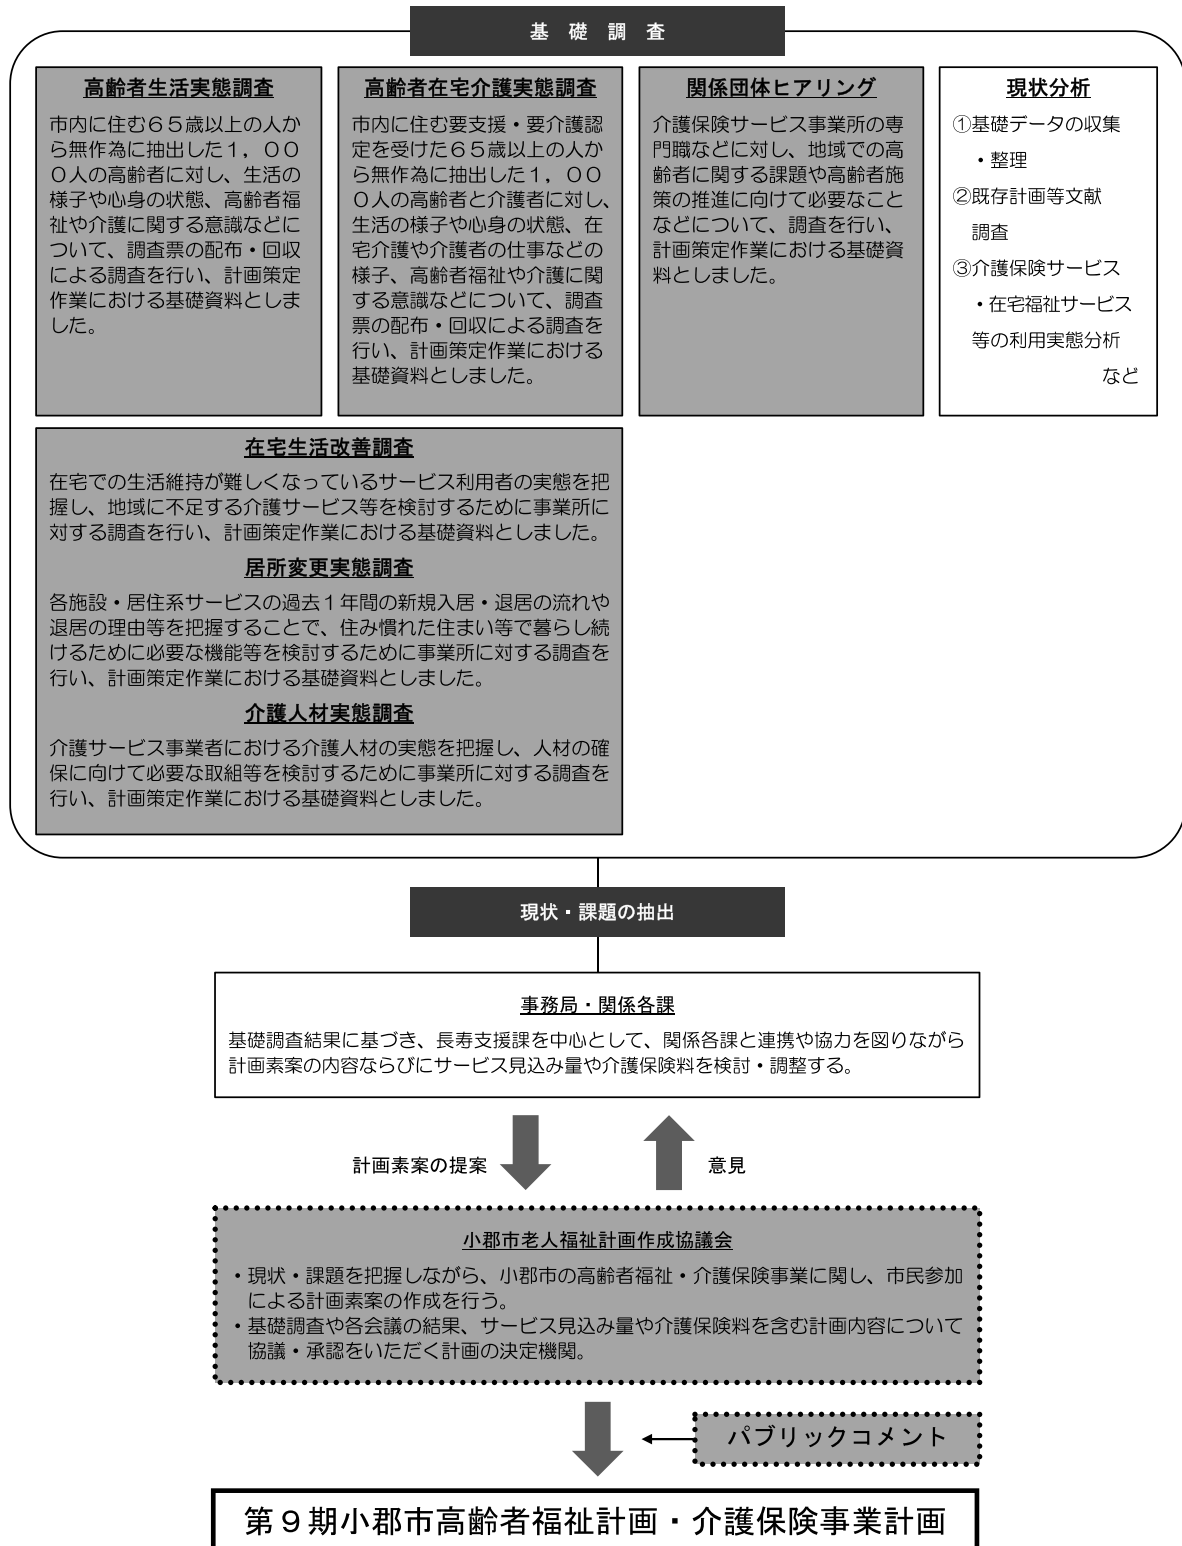 基礎調査
高齢者生活実態調査
市内に住む６５歳以上の人か
ら無作為に抽出した１，００
０人の高齢者に対し、生活の
様子や心身の状態、高齢者福
祉や介護に関する意識などに
ついて、調査票の配布・回収
による調査を行い、計画策定
作業における基礎資料としま
した。
高齢者在宅介護実態調査
市内に住む要支援・要介護認
定を受けた６５歳以上の人か
ら無作為に抽出した１，００
０人の高齢者と介護者に対し、
生活の様子や心身の状態、在
宅介護や介護者の仕事などの
様子、高齢者福祉や介護に関
する意識などについて、調査
票の配布・回収による調査を
行い、計画策定作業における
基礎資料としました。
関係団体ヒアリング
介護保険サービス事業所の専
門職などに対し、地域での高
齢者に関する課題や高齢者施
策の推進に向けて必要なこと
などについて、調査を行い、
計画策定作業における基礎資
料としました。
現状分析
①基礎データの収集
・整理
②既存計画等文献
調査
③介護保険サービス
・在宅福祉サービス
等の利用実態分析
など
在宅生活改善調査
在宅での生活維持が難しくなっているサービス利用者の実態を把
握し、地域に不足する介護サービス等を検討するために事業所に
対する調査を行い、計画策定作業における基礎資料としました。
居所変更実態調査
各施設・居住系サービスの過去１年間の新規入居・退居の流れや
退居の理由等を把握することで、住み慣れた住まい等で暮らし続
けるために必要な機能等を検討するために事業所に対する調査を
行い、計画策定作業における基礎資料としました。
介護人材実態調査
介護サービス事業者における介護人材の実態を把握し、人材の確
保に向けて必要な取組等を検討するために事業所に対する調査を
行い、計画策定作業における基礎資料としました。
現状・課題の抽出
事務局・関係各課
基礎調査結果に基づき、長寿支援課を中心として、関係各課と連携や協力を図りながら
計画素案の内容ならびにサービス見込み量や介護保険料を検討・調整する。
計画素案の提案
意見
小郡市老人福祉計画作成協議会
・現状・課題を把握しながら、小郡市の高齢者福祉・介護保険事業に関し、市民参加
による計画素案の作成を行う。
・基礎調査や各会議の結果、サービス見込み量や介護保険料を含む計画内容について
協議・承認をいただく計画の決定機関。
パブリックコメント
第９期小郡市高齢者福祉計画・介護保険事業計画